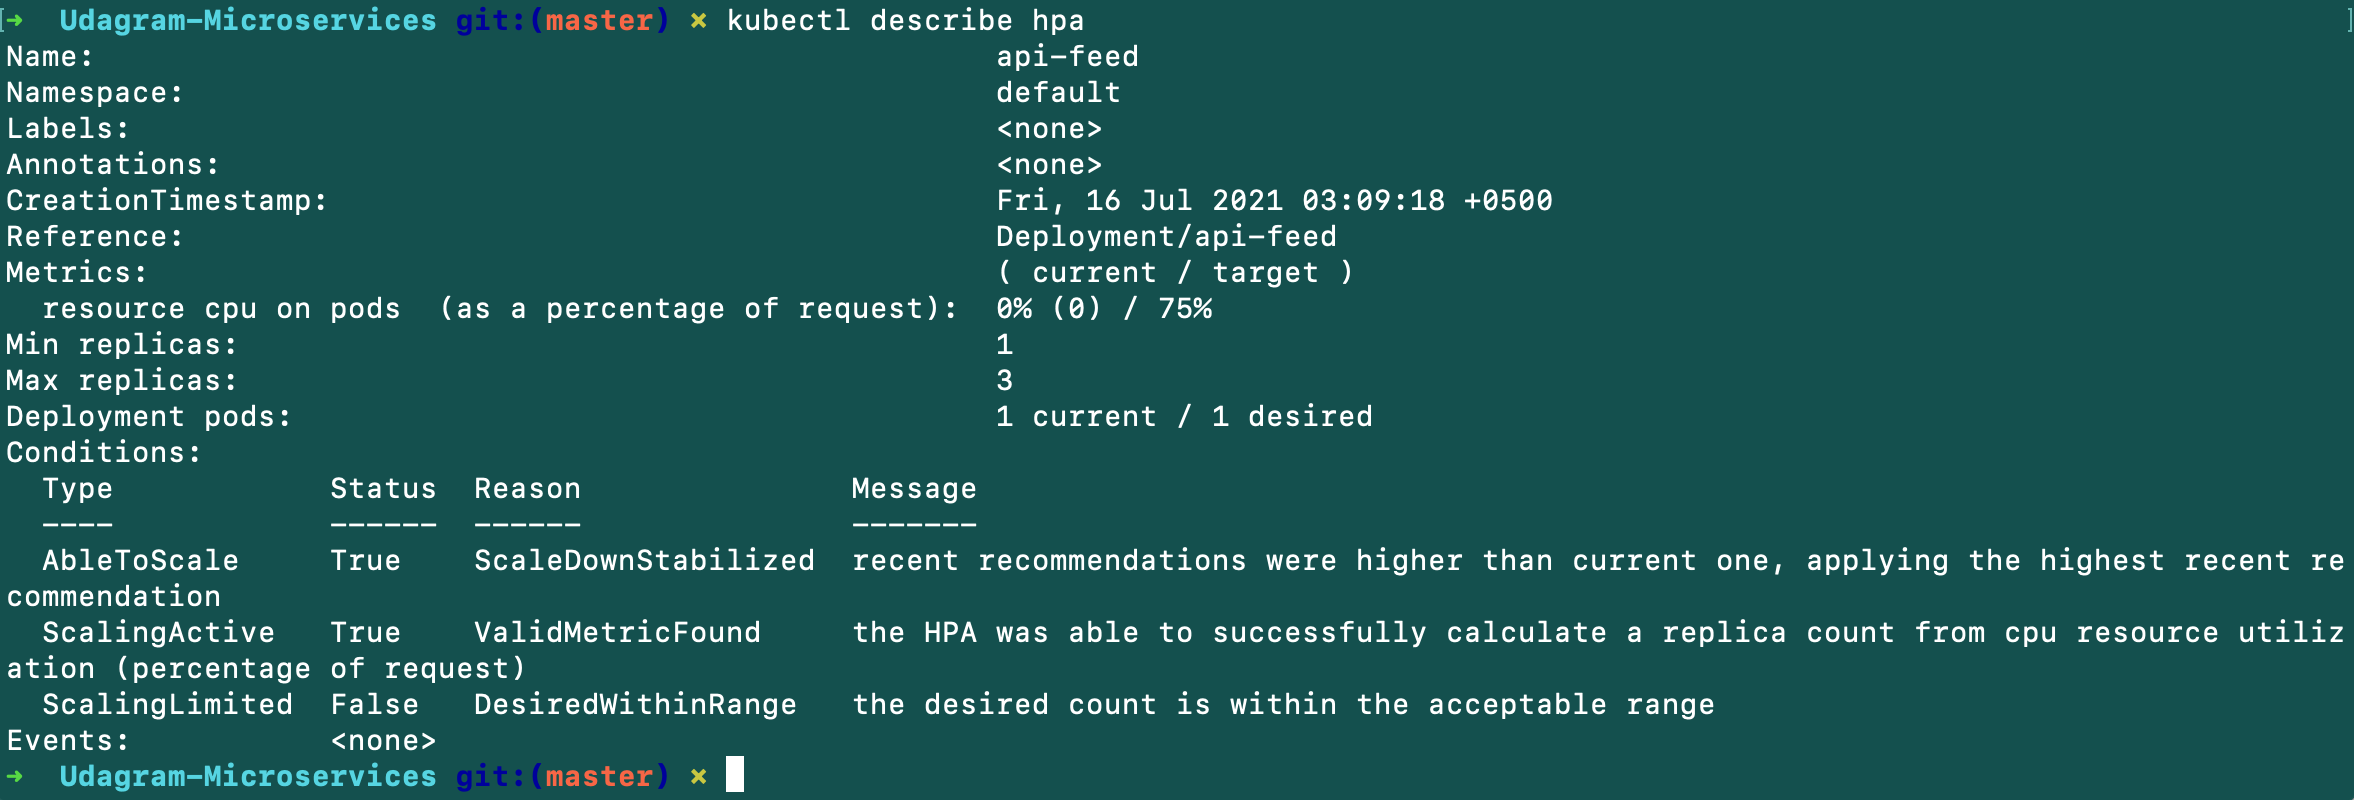 [➜  Udagram-Microservices git:(master) ✗ kubectl describe hpa ]
Name:                                                  api-feed
Namespace:                                             default
Labels:                                                <none>
Annotations:                                           <none>
CreationTimestamp:                                     Fri, 16 Jul 2021 03:09:18 +0500
Reference:                                             Deployment/api-feed
Metrics:                                               ( current / target )
  resource cpu on pods  (as a percentage of request):  0% (0) / 75%
Min replicas:                                          1
Max replicas:                                          3
Deployment pods:                                       1 current / 1 desired
Conditions:
  Type            Status  Reason               Message
  ----            ------  ------               -------
  AbleToScale     True    ScaleDownStabilized  recent recommendations were higher than current one, applying the highest recent re
commendation
  ScalingActive   True    ValidMetricFound     the HPA was able to successfully calculate a replica count from cpu resource utiliz
ation (percentage of request)
  ScalingLimited  False   DesiredWithinRange   the desired count is within the acceptable range
Events:           <none>
➜  Udagram-Microservices git:(master) ✗